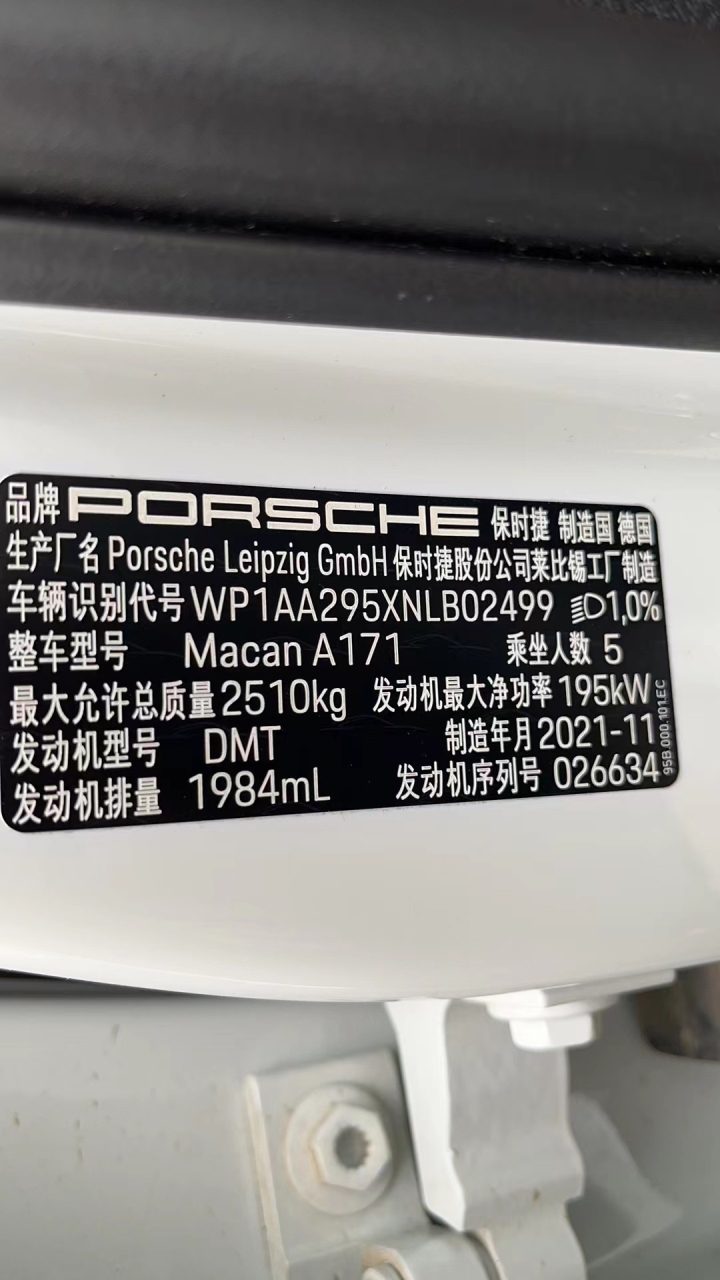 品牌 PORSCHE 保时捷 制造国 德国
生产厂名 Porsche Leipzig GmbH 保时捷股份公司莱比锡工厂制造
车辆识别代号 WP1AA295XNLB02499 1,0%
整车型号 Macan A171 乘坐人数 5
最大允许总质量 2510kg 发动机最大净功率 195kW
发动机型号 DMT 制造年月 2021-11
发动机排量 1984mL 发动机序列号 026634
95B.000.101.EC